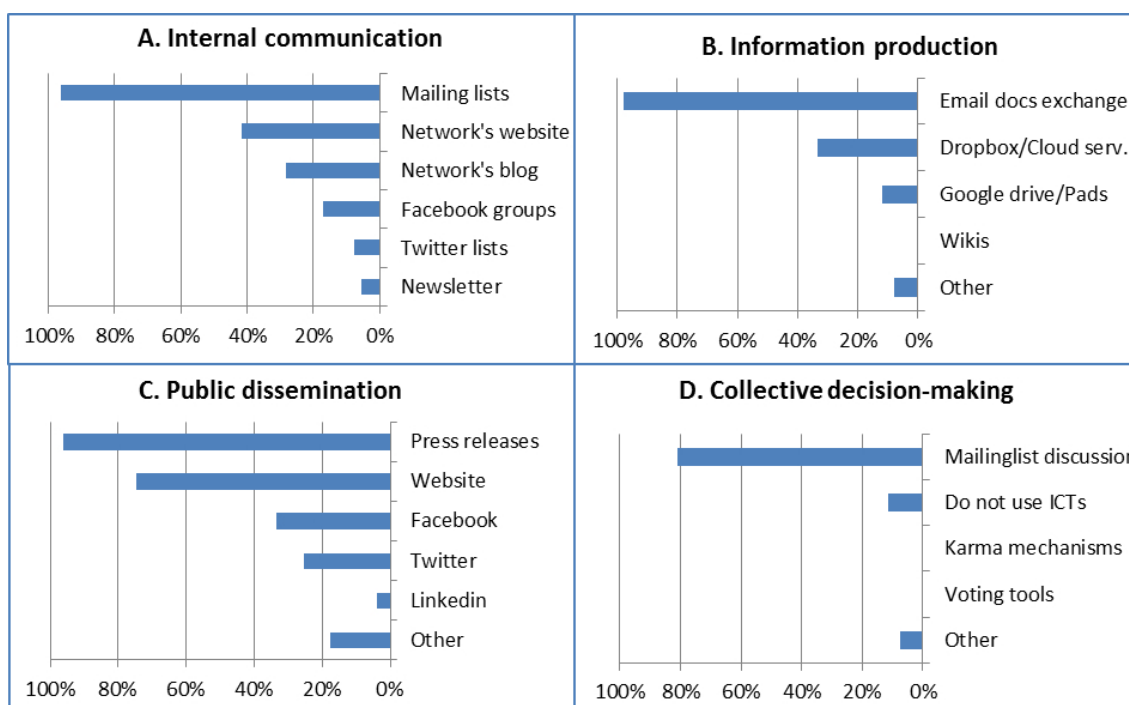 A. Internal communication
Mailing lists
Network's website
Network's blog
Facebook groups
Twitter lists
Newsletter
100% 80% 60% 40% 20% 0%
B. Information production
Email docs exchange
Dropbox/Cloud serv.
Google drive/Pads
Wikis
Other
100% 80% 60% 40% 20% 0%
C. Public dissemination
Press releases
Website
Facebook
Twitter
Linkedin
Other
100% 80% 60% 40% 20% 0%
D. Collective decision-making
Mailinglist discussion
Do not use ICTs
Karma mechanisms
Voting tools
Other
100% 80% 60% 40% 20% 0%